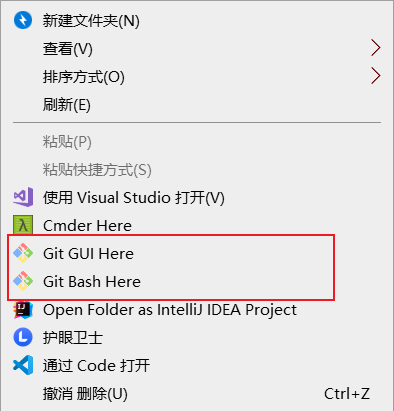 新建文件夹(N)
查看(V)
排序方式(O)
刷新(E)
粘贴(P)
粘贴快捷方式(S)
使用 Visual Studio 打开(V)
Cmder Here
Git GUI Here
Git Bash Here
Open Folder as IntelliJ IDEA Project
护眼卫士
通过 Code 打开
撤消 删除(U) Ctrl+Z